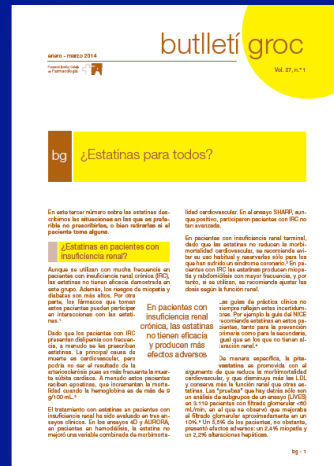 butlletí groc
enero - marzo 2014
Fundació Institut Català
de Farmacologia
Vol. 27, n.º 1
bg
¿Estatinas para todos?
En este tercer número sobre las estatinas des-
cribimos las situaciones en las que es prefe-
rible no prescribirlas, o bien retirarlas si el
paciente toma alguna.
¿Estatinas en pacientes con
insuficiencia renal?
Aunque se utilizan con mucha frecuencia en
pacientes con insuficiencia renal crónica (IRC),
las estatinas no tienen eficacia demostrada en
este grupo. Además, los riesgos de miopatía y
diabetes son más altos. Por otra
parte, los fármacos que toman
esos pacientes pueden participar
en interacciones con las estati-
nas.¹
Dado que los pacientes con IRC
presentan dislipemia con frecuen-
cia, a menudo se les prescriben
estatinas. La principal causa de
muerte es cardiovascular, pero
podría no ser el resultado de la
arteriosclerosis pues es más frecuente la muer-
te súbita cardíaca. A menudo estos pacientes
reciben epoetinas, que incrementan la morta-
lidad cuando la hemoglobina es de más de
g/100 mL.²
El tratamiento con estatinas en pacientes con
insuficiencia renal ha sido evaluado en tres en-
sayos clínicos. En los ensayos 4D y AURORA,
en pacientes en hemodiálisis, la estatina no
mejoró una variable combinada de morbimorta-
En pacientes con
insuficiencia renal
crónica, las estatinas
no tienen eficacia
y producen más
efectos adversos
lidad cardiovascular. En el ensayo SHARP, aun-
que positivo, participaron pacientes con IRC no
tan avanzada.
En pacientes con insuficiencia renal terminal,
dado que las estatinas no reducen la morbi-
mortalidad cardiovascular, se recomienda evi-
tar su uso habitual y reservarlas sólo para los
que han sufrido un síndrome coronario. En pa-
cientes con IRC las estatinas producen miopa-
tía y rabdomiólisis con mayor frecuencia, y por
tanto, si se utilizan, se recomienda ajustar las
dosis según la función renal.
Las guías de práctica clínica no
siempre reflejan estas incertidum-
bres. Por ejemplo la guía del NICE
recomienda estatinas en estos pa-
cientes, tanto para la prevención
primaria como para la secundaria,
igual que en los que no tienen al-
teración renal.
De manera específica, la pita-
vastatina es promovida con el
argumento de que reduce la morbimortalidad
cardiovascular, y que disminuye más las LDL
y conserva más la función renal que otras es-
tatinas. Las "pruebas" que hay detrás sólo son
un análisis de subgrupos de un ensayo (LIVES)
en 3.119 pacientes con filtrado glomerular <60
mL/min, en el que se observó que mejoraba
el filtrado glomerular aproximadamente en un
10%. Un 5,6% de los pacientes, no obstante,
presentó efectos adversos: un 2,4% miopatía y
un 2,2% alteraciones hepáticas.
bg - 1